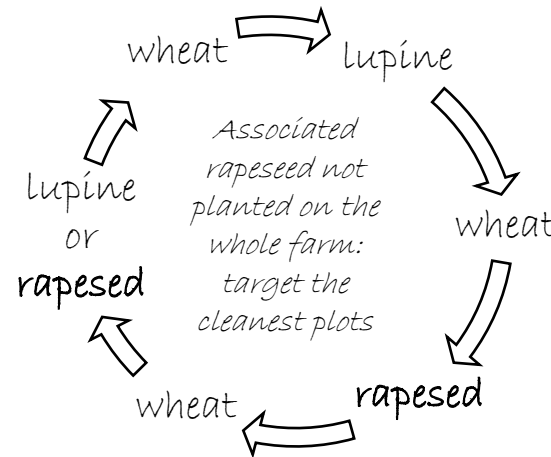 wheat
lupine
wheat
rapesed
wheat
lupine
or
rapesed
Associated
rapeseed not
planted on the
whole farm:
target the
cleanest plots